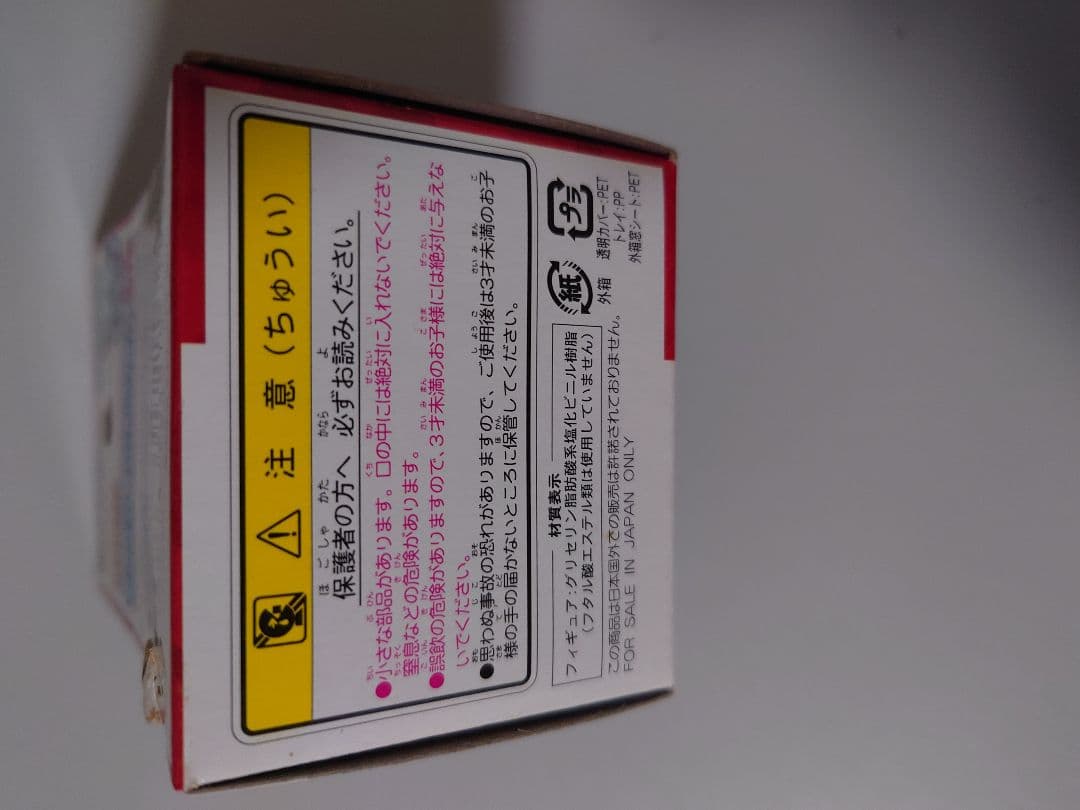 注意（ちゅうい）
保護者の方へ 必ずお読みください。
●小さな部品があります。口の中には絶対に入れないでください。
窒息などの危険があります。
●誤飲の危険がありますので、3才未満のお子様には絶対に与えな
いでください。
●思わぬ事故の恐れがありますので、ご使用後は3才未満のお子
様の手の届かないところに保管してください。
材質表示
フィギュア:グリセリン脂肪酸系塩化ビニル樹脂
（フタル酸エステル類は使用していません）
紙
外箱
プラ
透明カバー:PET
トレイ:PP
外箱窓シート:PET
この商品は日本国外での販売は許諾されておりません。
FOR SALE IN JAPAN ONLY